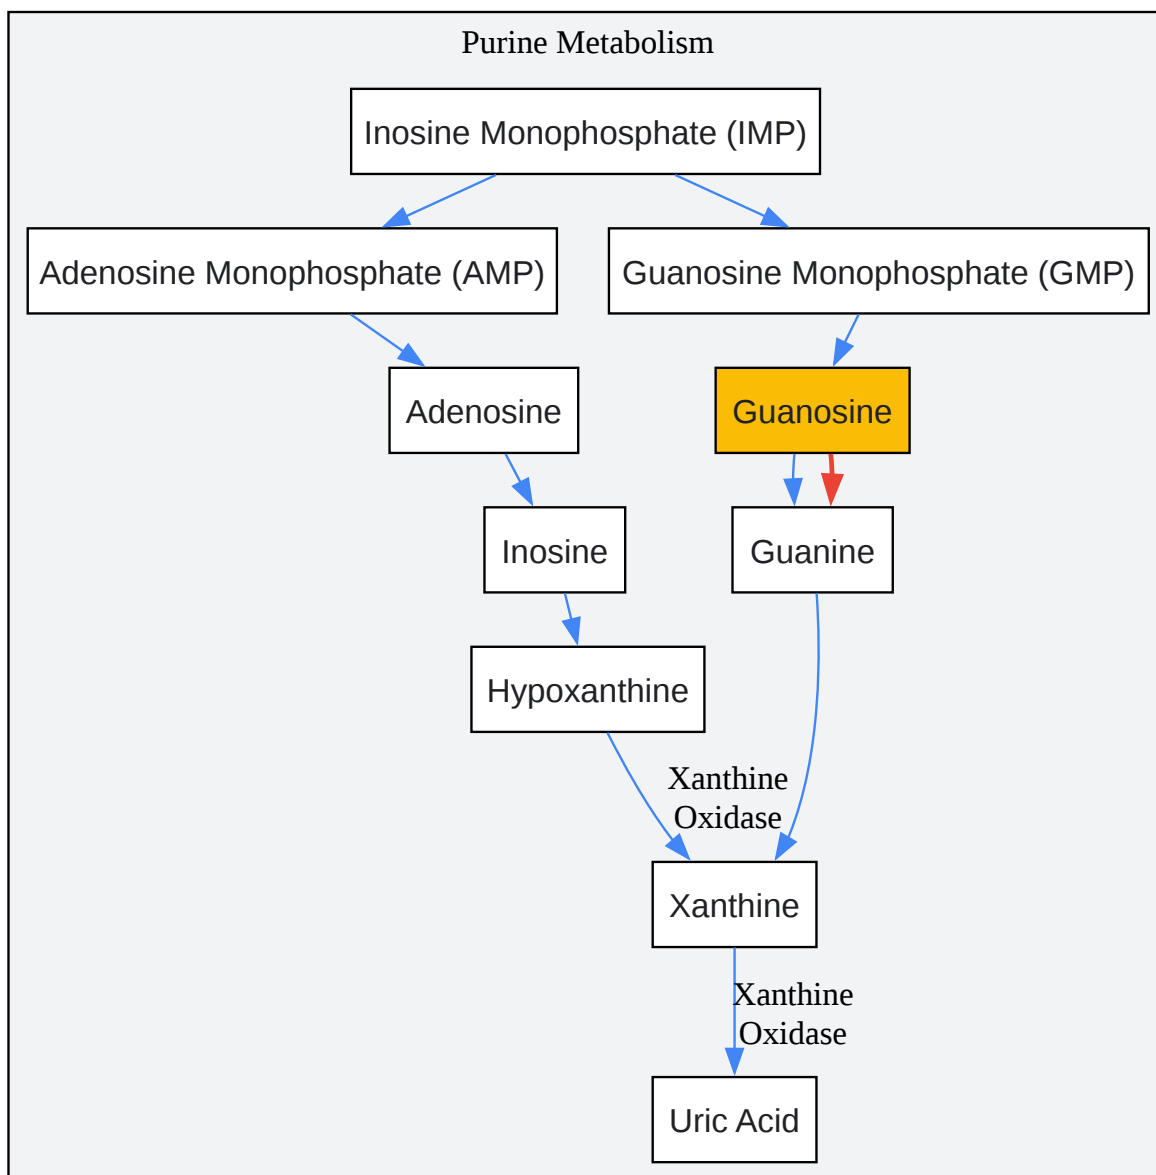 Purine Metabolism
Inosine Monophosphate (IMP)
Adenosine Monophosphate (AMP)
Guanosine Monophosphate (GMP)
Adenosine
Guanosine
Inosine
Guanine
Hypoxanthine
Xanthine
Oxidase
Xanthine
Xanthine
Oxidase
Uric Acid